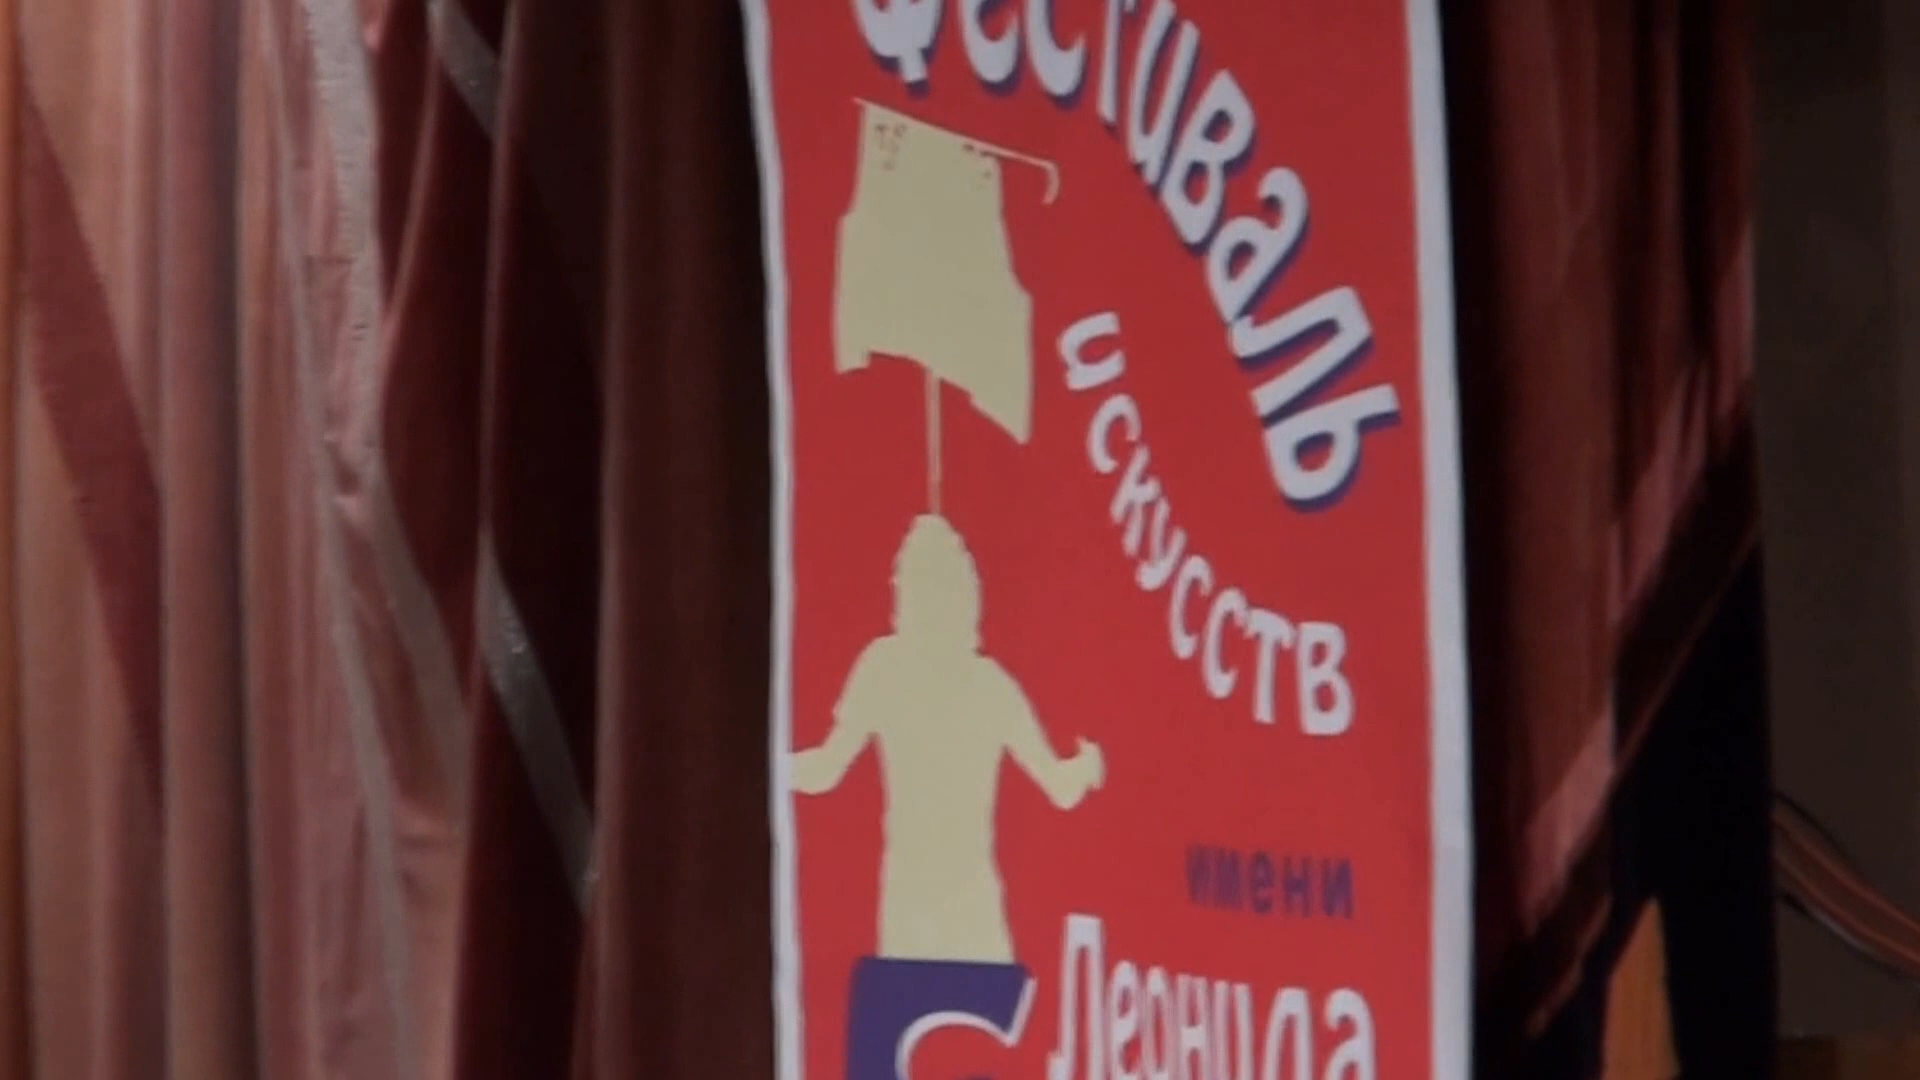 Фестиваль
искусств
имени
Леонида